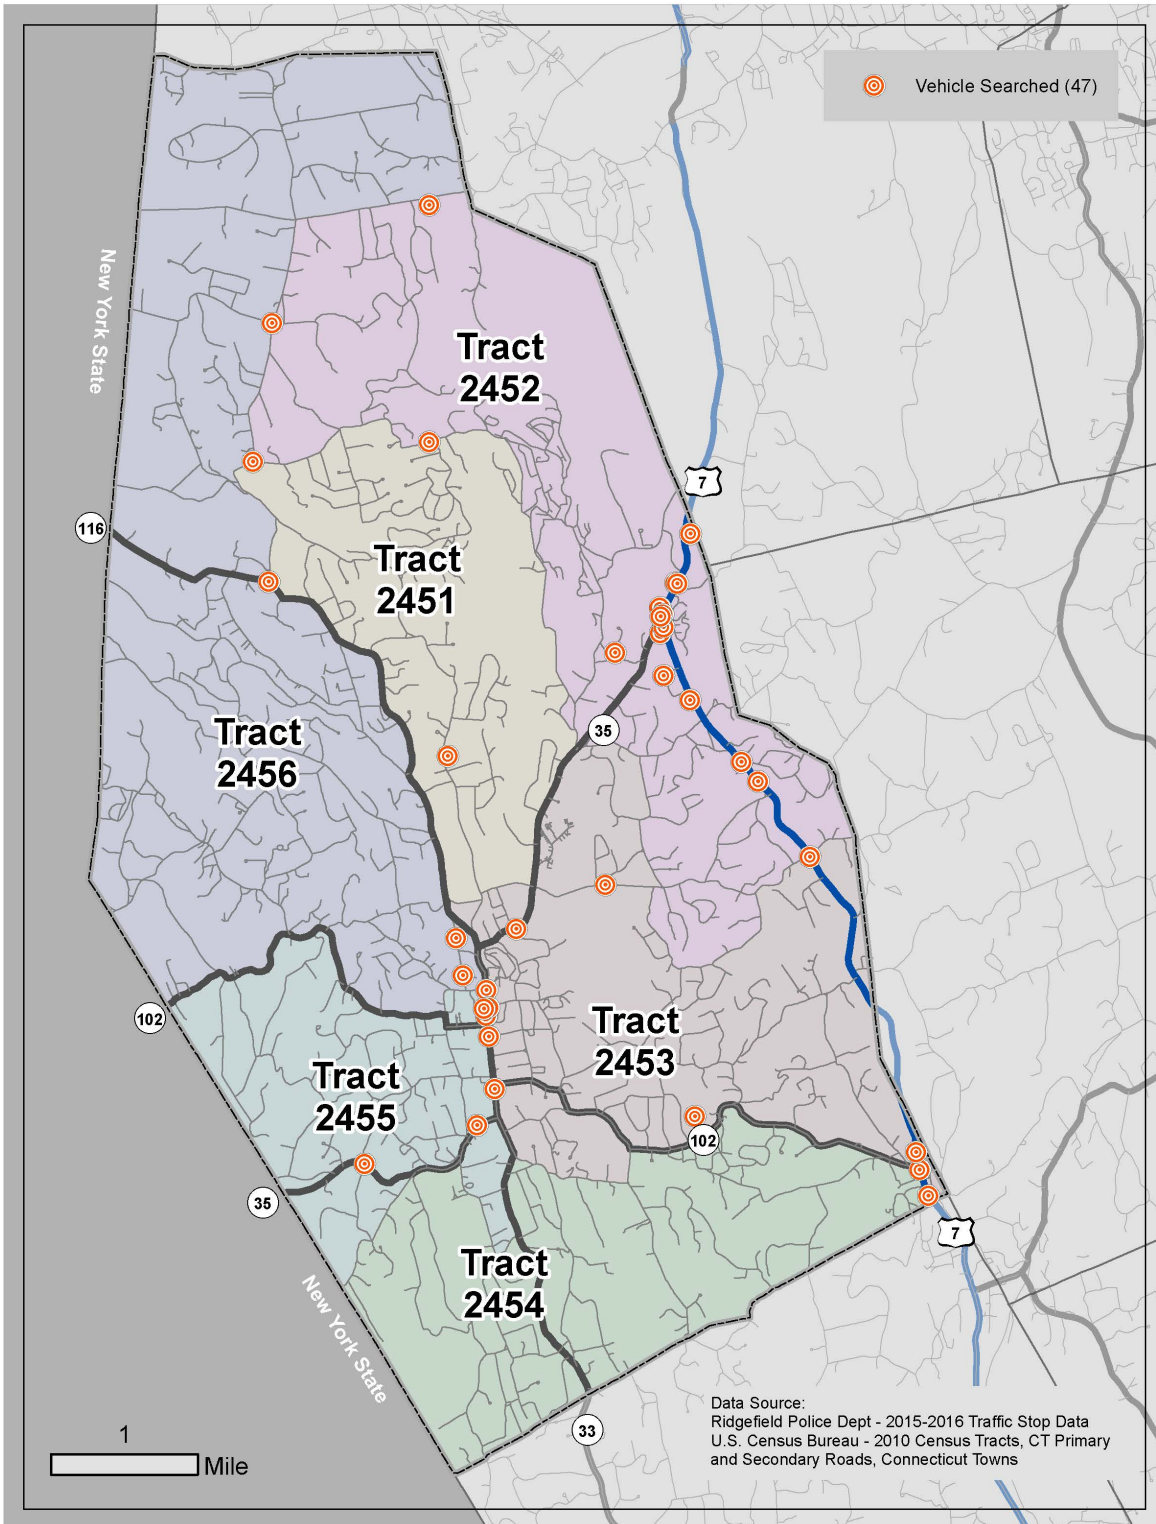 Vehicle Searched (47)
New York State
Tract
2452
7
116
Tract
2451
35
Tract
2456
102
Tract
2453
Tract
2455
102
35
7
Tract
2454
New York State
33
Data Source:
Ridgefield Police Dept - 2015-2016 Traffic Stop Data
U.S. Census Bureau - 2010 Census Tracts, CT Primary
and Secondary Roads, Connecticut Towns
1
Mile